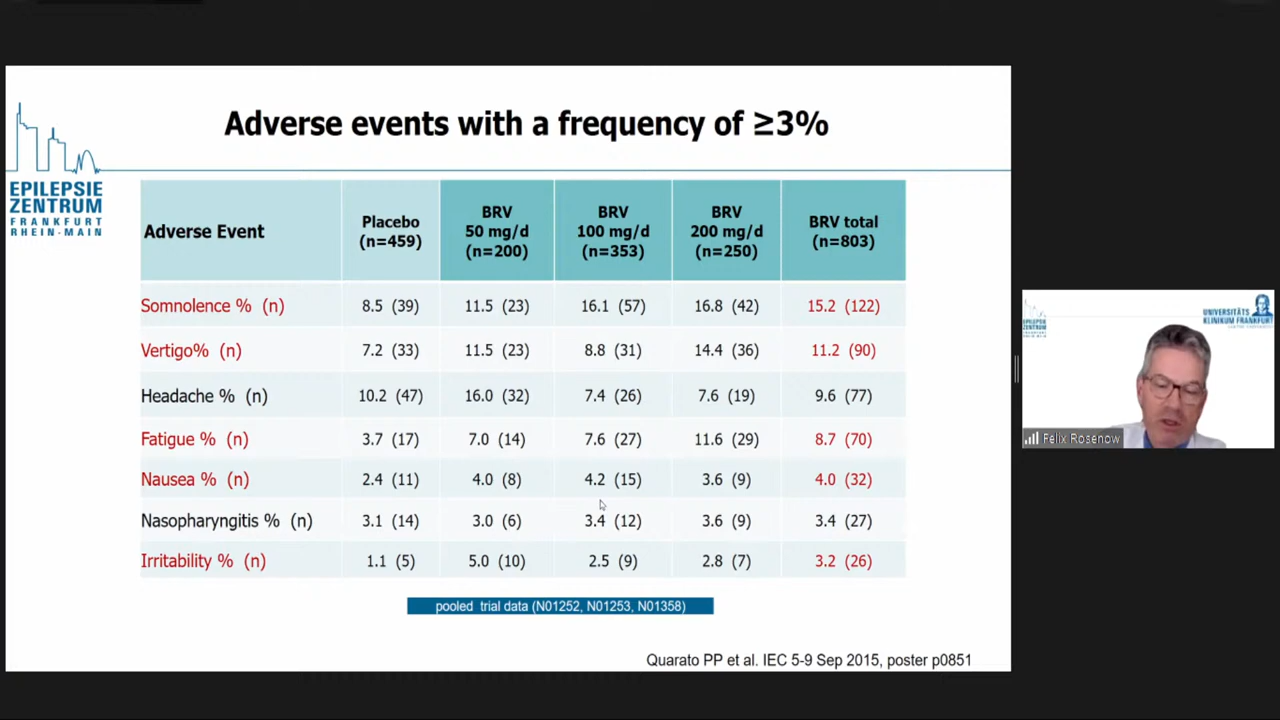 Adverse events with a frequency of ≥3%
EPILEPSIE
ZENTRUM
FRANKFURT
RHEIN-MAIN
Adverse Event
Placebo
(n=459)
BRV
50 mg/d
(n=200)
BRV
100 mg/d
(n=353)
BRV
200 mg/d
(n=250)
BRV total
(n=803)
Somnolence % (n) 8.5 (39) 11.5 (23) 16.1 (57) 16.8 (42) 15.2 (122)
Vertigo% (n) 7.2 (33) 11.5 (23) 8.8 (31) 14.4 (36) 11.2 (90)
Headache % (n) 10.2 (47) 16.0 (32) 7.4 (26) 7.6 (19) 9.6 (77)
Fatigue % (n) 3.7 (17) 7.0 (14) 7.6 (27) 11.6 (29) 8.7 (70)
Nausea % (n) 2.4 (11) 4.0 (8) 4.2 (15) 3.6 (9) 4.0 (32)
Nasopharyngitis % (n) 3.1 (14) 3.0 (6) 3.4 (12) 3.6 (9) 3.4 (27)
Irritability % (n) 1.1 (5) 5.0 (10) 2.5 (9) 2.8 (7) 3.2 (26)
pooled trial data (N01252, N01253, N01358)
Quarato PP et al. IEC 5-9 Sep 2015, poster p0851
UNIVERSITÄTS
KLINIKUM FRANKFURT
Felix Rosenow